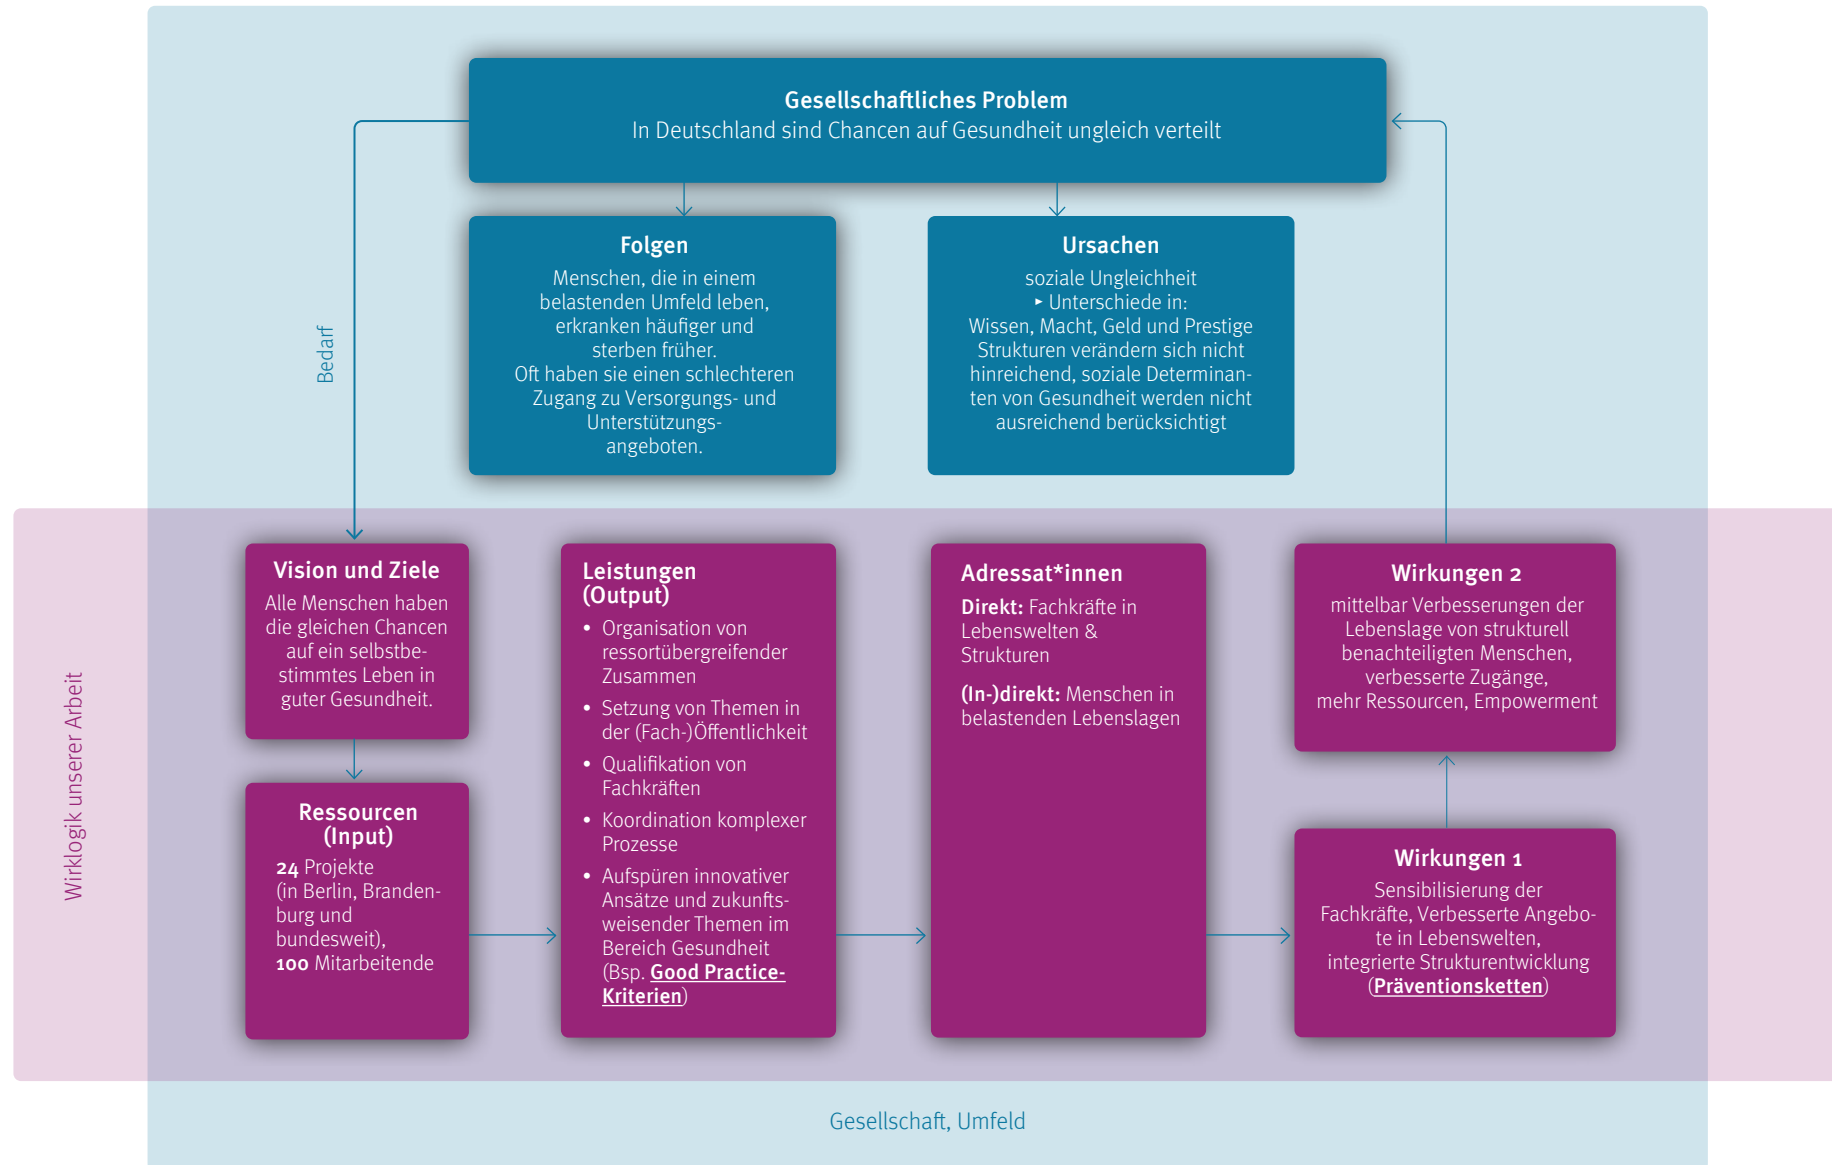 Gesellschaftliches Problem
In Deutschland sind Chancen auf Gesundheit ungleich verteilt
Folgen
Menschen, die in einem
belastenden Umfeld leben,
erkranken häufiger und
sterben früher.
Oft haben sie einen schlechteren
Zugang zu Versorgungs- und
Unterstützungs-
angeboten.
Ursachen
soziale Ungleichheit
‣ Unterschiede in:
Wissen, Macht, Geld und Prestige
Strukturen verändern sich nicht
hinreichend, soziale Determinan-
ten von Gesundheit werden nicht
ausreichend berücksichtigt
Bedarf
Wirklogik unserer Arbeit
Vision und Ziele
Alle Menschen haben
die gleichen Chancen
auf ein selbstbe-
stimmtes Leben in
guter Gesundheit.
Ressourcen
(Input)
24 Projekte
(in Berlin, Branden-
burg und
bundesweit),
100 Mitarbeitende
Leistungen
(Output)
• Organisation von
ressortübergreifender
Zusammen
• Setzung von Themen in
der (Fach-)Öffentlichkeit
• Qualifikation von
Fachkräften
• Koordination komplexer
Prozesse
• Aufspüren innovativer
Ansätze und zukunfts-
weisender Themen im
Bereich Gesundheit
(Bsp. Good Practice-
Kriterien)
Adressat*innen
Direkt: Fachkräfte in
Lebenswelten &
Strukturen
(In-)direkt: Menschen in
belastenden Lebenslagen
Wirkungen 2
mittelbar Verbesserungen der
Lebenslage von strukturell
benachteiligten Menschen,
verbesserte Zugänge,
mehr Ressourcen, Empowerment
Wirkungen 1
Sensibilisierung der
Fachkräfte, Verbesserte Angebo-
te in Lebenswelten,
integrierte Strukturentwicklung
(Präventionsketten)
Gesellschaft, Umfeld